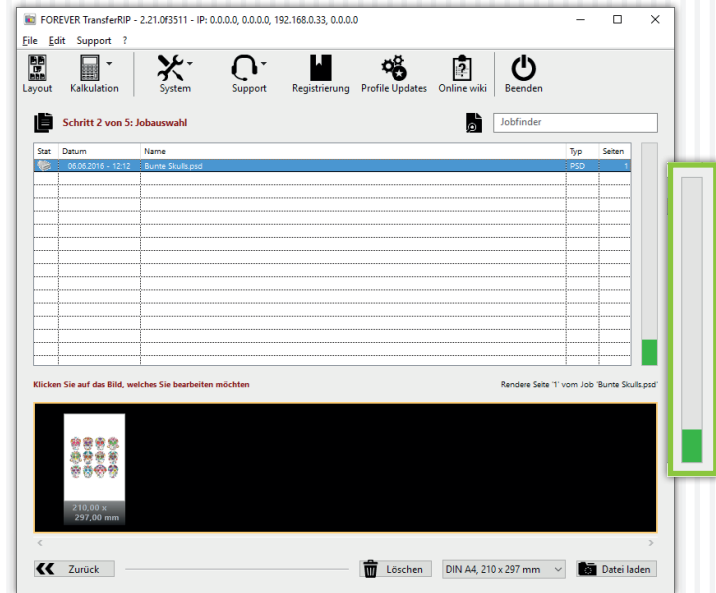 FOREVER TransferRIP - 2.21.0f3511 - IP: 0.0.0.0, 0.0.0.0, 192.168.0.33, 0.0.0.0
File Edit Support ?
Layout Kalkulation System Support Registrierung Profile Updates Online wiki Beenden
Schritt 2 von 5: Jobauswahl Jobfinder
Stat Datum Name Typ Seiten
06.06.2016 - 12:12 Bunte Skulls.psd PSD 1
Klicken Sie auf das Bild, welches Sie bearbeiten möchten Rendere Seite '1' vom Job 'Bunte Skulls.psd'
210,00 x
297,00 mm
Zurück Löschen DIN A4, 210 x 297 mm Datei laden